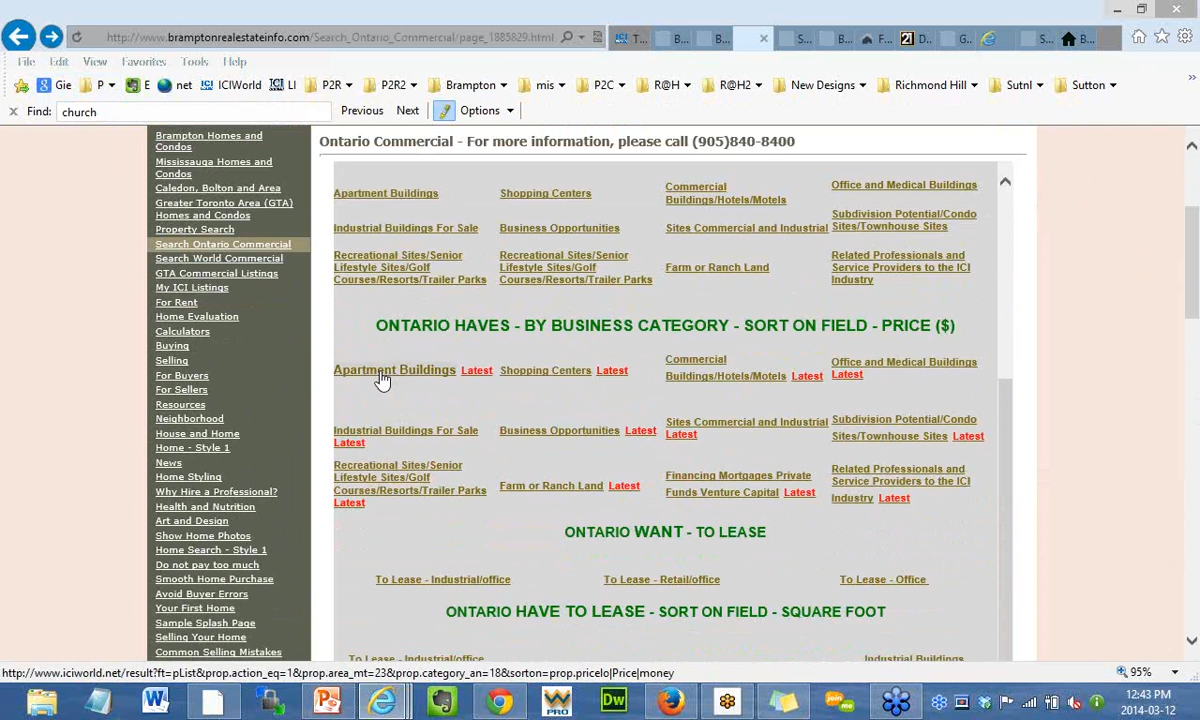 http://www.bramptonrealestateinfo.com/Search_Ontario_Commercial/page_1885829.html
T...
B...
B...
S...
B...
F...
21 D...
G...
S...
B...
File Edit View Favorites Tools Help
Gie
P
E
net
ICIWorld
LI
P2R
P2R2
Brampton
mis
P2C
R@H
R@H2
New Designs
Richmond Hill
Sutnl
Sutton
Find: church Previous Next Options
Brampton Homes and
Condos
Mississauga Homes and
Condos
Caledon, Bolton and Area
Greater Toronto Area (GTA)
Homes and Condos
Property Search
Search Ontario Commercial
Search World Commercial
GTA Commercial Listings
My ICI Listings
For Rent
Home Evaluation
Calculators
Buying
Selling
For Buyers
For Sellers
Resources
Neighborhood
House and Home
Home - Style 1
News
Home Styling
Why Hire a Professional?
Health and Nutrition
Art and Design
Show Home Photos
Home Search - Style 1
Do not pay too much
Smooth Home Purchase
Avoid Buyer Errors
Your First Home
Sample Splash Page
Selling Your Home
Common Selling Mistakes
Ontario Commercial - For more information, please call (905)840-8400
Apartment Buildings
Shopping Centers
Commercial
Buildings/Hotels/Motels
Office and Medical Buildings
Industrial Buildings For Sale
Business Opportunities
Sites Commercial and Industrial
Subdivision Potential/Condo
Sites/Townhouse Sites
Recreational Sites/Senior
Lifestyle Sites/Golf
Courses/Resorts/Trailer Parks
Recreational Sites/Senior
Lifestyle Sites/Golf
Courses/Resorts/Trailer Parks
Farm or Ranch Land
Related Professionals and
Service Providers to the ICI
Industry
ONTARIO HAVES - BY BUSINESS CATEGORY - SORT ON FIELD - PRICE ($)
Apartment Buildings Latest
Shopping Centers Latest
Commercial
Buildings/Hotels/Motels Latest
Office and Medical Buildings
Latest
Industrial Buildings For Sale
Latest
Business Opportunities Latest
Sites Commercial and Industrial
Latest
Subdivision Potential/Condo
Sites/Townhouse Sites Latest
Recreational Sites/Senior
Lifestyle Sites/Golf
Courses/Resorts/Trailer Parks
Latest
Farm or Ranch Land Latest
Financing Mortgages Private
Funds Venture Capital Latest
Related Professionals and
Service Providers to the ICI
Industry Latest
ONTARIO WANT - TO LEASE
To Lease - Industrial/office
To Lease - Retail/office
To Lease - Office
ONTARIO HAVE TO LEASE - SORT ON FIELD - SQUARE FOOT
To Lease - Industrial/office
Industrial Buildings
http://www.iciworld.net/result?ft=pList&prop.action_eq=1&prop.area_mt=23&prop.category_an=18&sorton=prop.pricelo|Price|money
95%
12:43 PM
2014-03-12